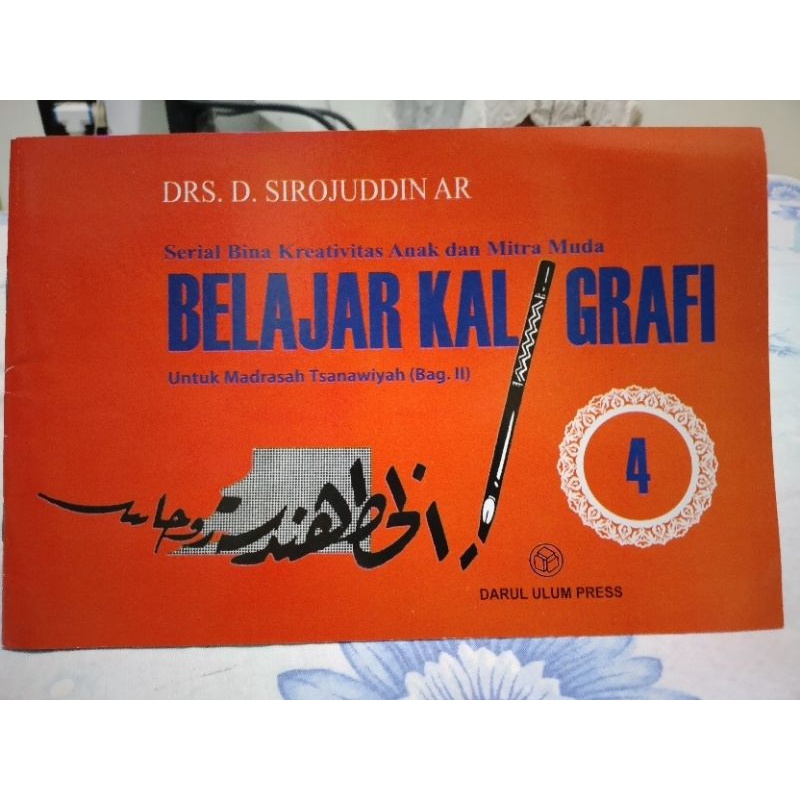 DRS. D. SIROJUDDIN AR
Serial Bina Kreativitas Anak dan Mitra Muda
BELAJAR KALIGRAFI
Untuk Madrasah Tsanawiyah (Bag. II)
4
الخط هندسة روحانية
DARUL ULUM PRESS